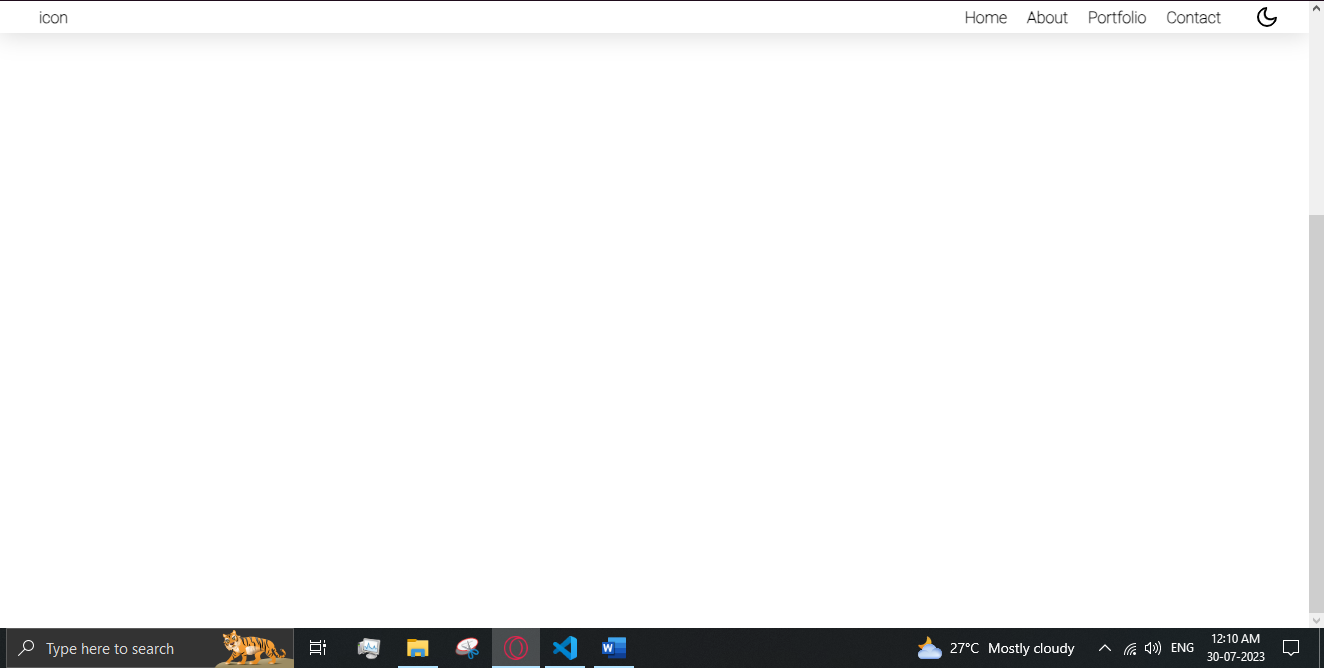 icon Home About Portfolio Contact
Type here to search 27°C Mostly cloudy ENG 12:10 AM
30-07-2023